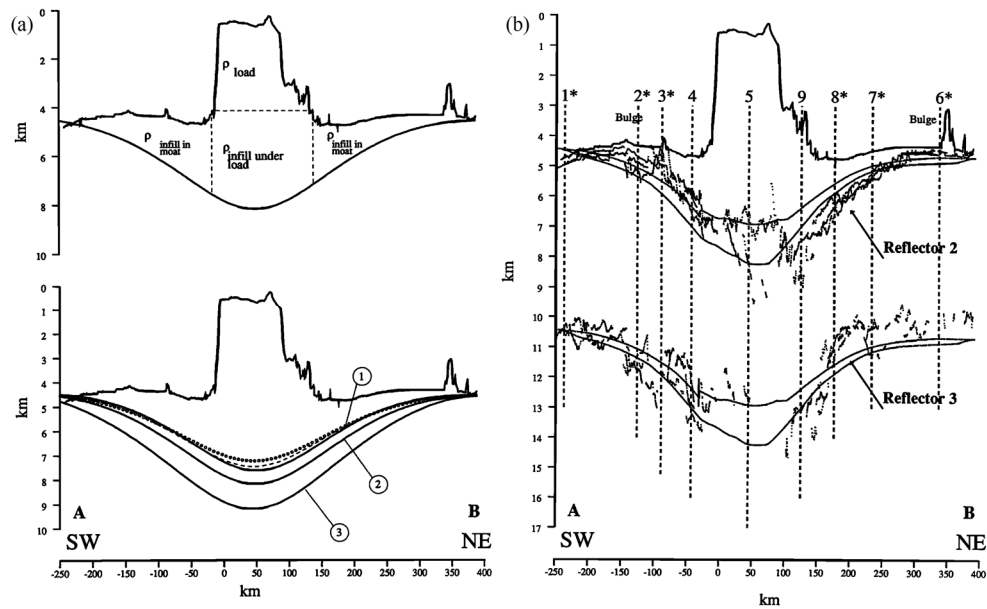 (a)
0
2
4
6
8
10
km
ρ load
ρ infill in moat
ρ infill under load
ρ infill in moat
0
1
2
3
4
5
6
7
8
9
10
km
1
2
3
A
B
SW
NE
-250 -200 -150 -100 -50 0 50 100 150 200 250 300 350 400
km
(b)
0
1
2
3
4
5
6
7
8
9
10
11
12
13
14
15
16
17
km
1* 2* 3* 4 5 9 8* 7* 6*
Bulge
Bulge
Reflector 2
Reflector 3
A
B
SW
NE
-250 -200 -150 -100 -50 0 50 100 150 200 250 300 350 400
km